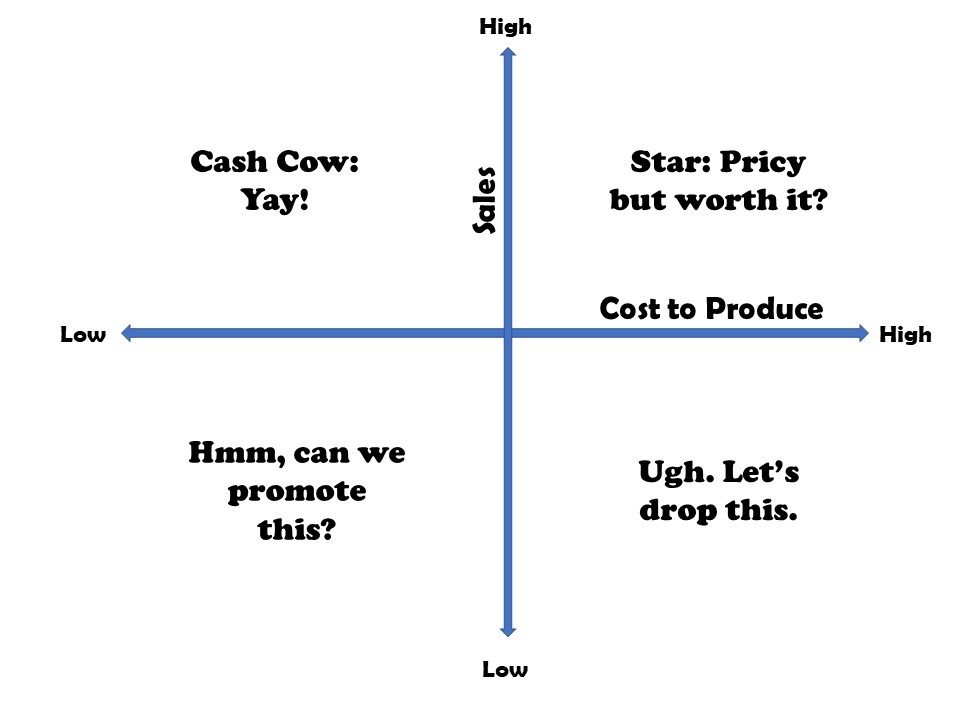 High
Cash Cow:
Yay!
Sales
Star: Pricy
but worth it?
Cost to Produce
Low
High
Hmm, can we
promote
this?
Ugh. Let’s
drop this.
Low